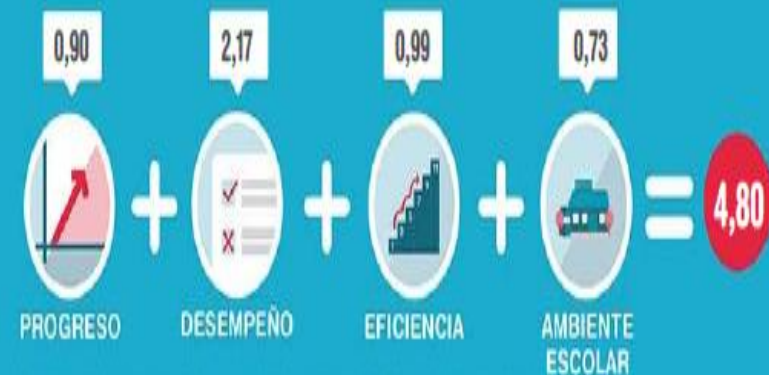 0,90
2,17
0,99
0,73
4,80
PROGRESO
DESEMPEÑO
EFICIENCIA
AMBIENTE
ESCOLAR